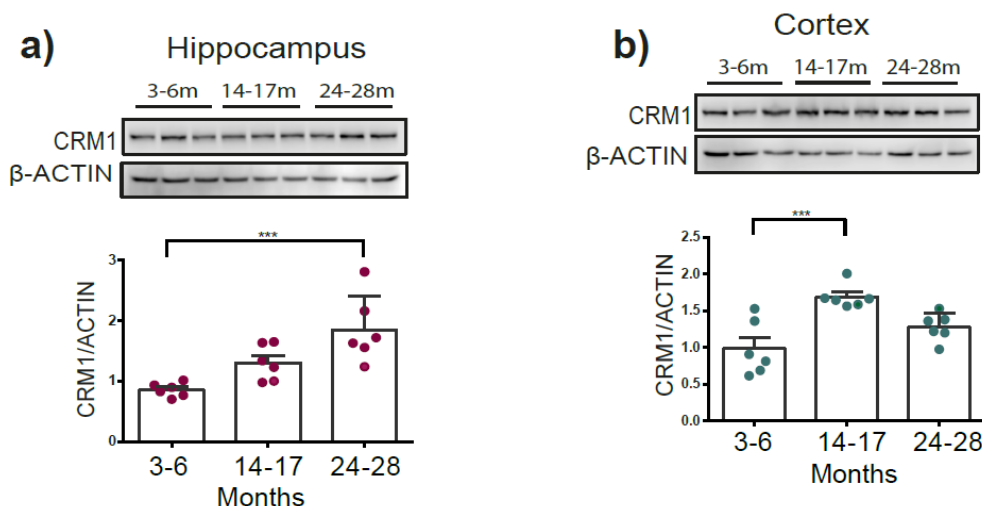 a)
Hippocampus
3-6m 14-17m 24-28m
CRM1
β-ACTIN
***
CRM1/ACTIN
3
2
1
0
3-6 14-17 24-28
Months
b)
Cortex
3-6m 14-17m 24-28m
CRM1
β-ACTIN
***
CRM1/ACTIN
2.5
2.0
1.5
1.0
0.5
0.0
3-6 14-17 24-28
Months